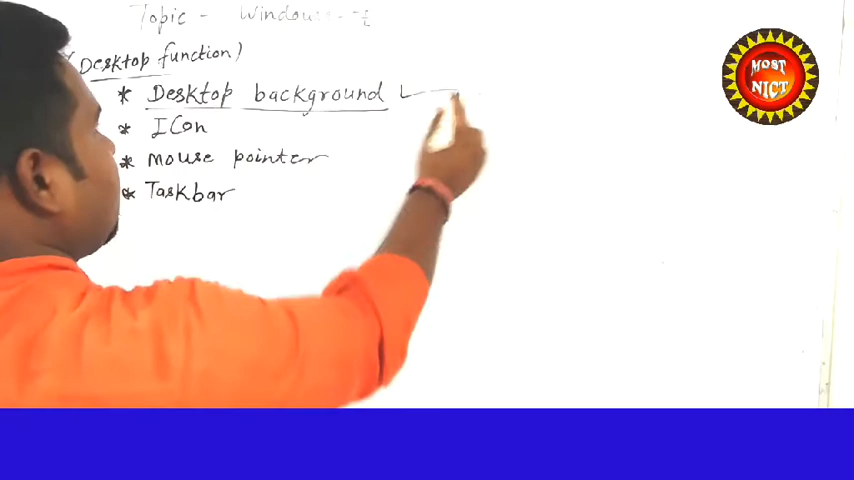 Topic - Windows -
(Desktop function)
* Desktop background
* Icon
* Mouse pointer
* Taskbar
MOST
NICT